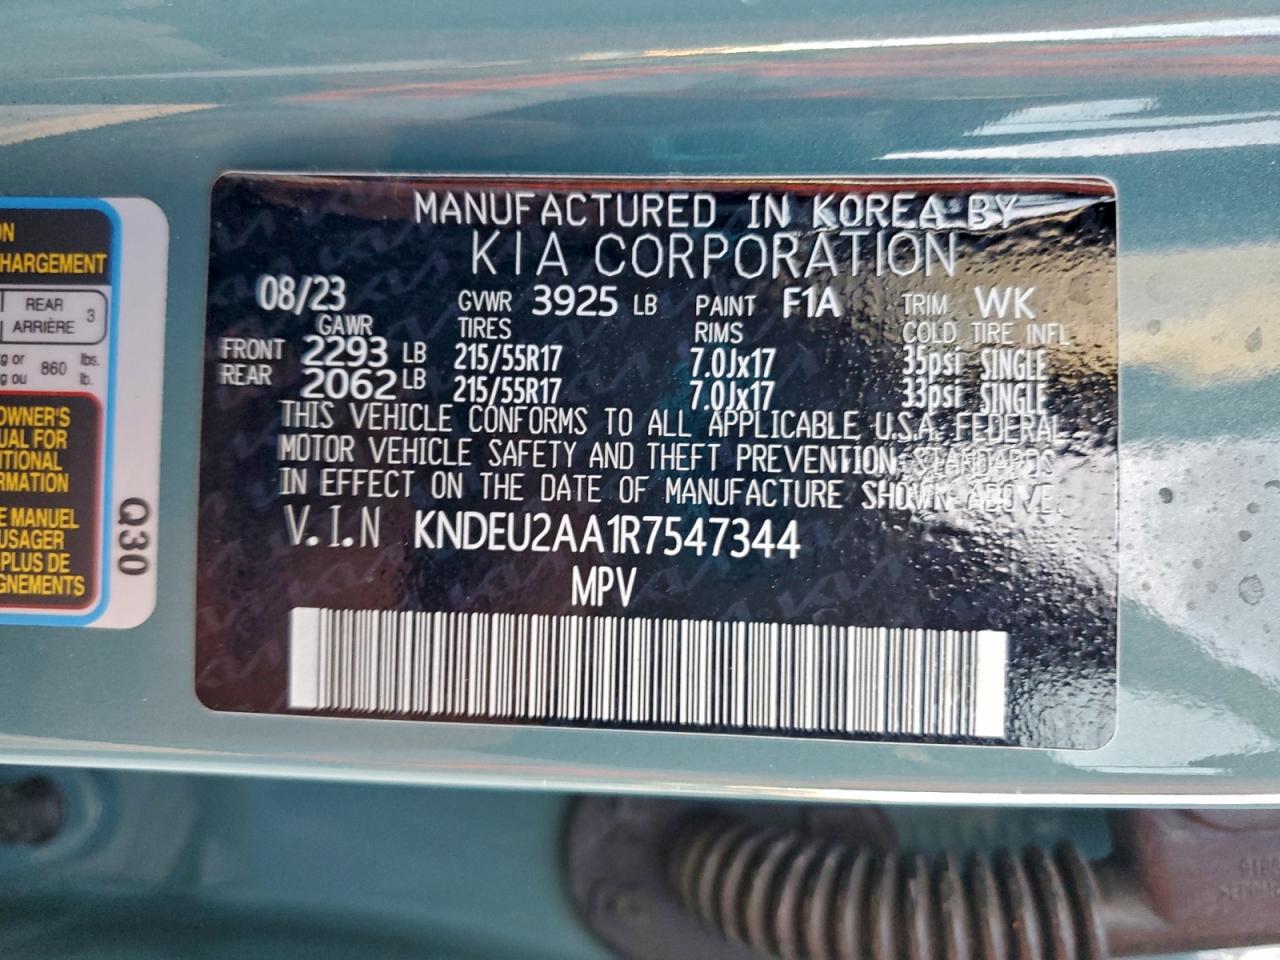 MANUFACTURED IN KOREA BY
KIA CORPORATION
08/23 GVWR 3925 LB PAINT F1A TRIM WK
GAWR TIRES RIMS COLD TIRE INFL
FRONT 2293 LB 215/55R17 7.0Jx17 35psi SINGLE
REAR 2062 LB 215/55R17 7.0Jx17 33psi SINGLE
THIS VEHICLE CONFORMS TO ALL APPLICABLE U.S.A. FEDERAL
MOTOR VEHICLE SAFETY AND THEFT PREVENTION STANDARDS
IN EFFECT ON THE DATE OF MANUFACTURE SHOWN ABOVE.
V.I.N KNDEU2AA1R7547344
MPV
ON
HARGEMENT
REAR
ARRIÈRE 3
g or 860 lbs.
g ou lb.
OWNER'S
UAL FOR
ITIONAL
RMATION
E MANUEL
USAGER
PLUS DE
GNEMENTS
Q30